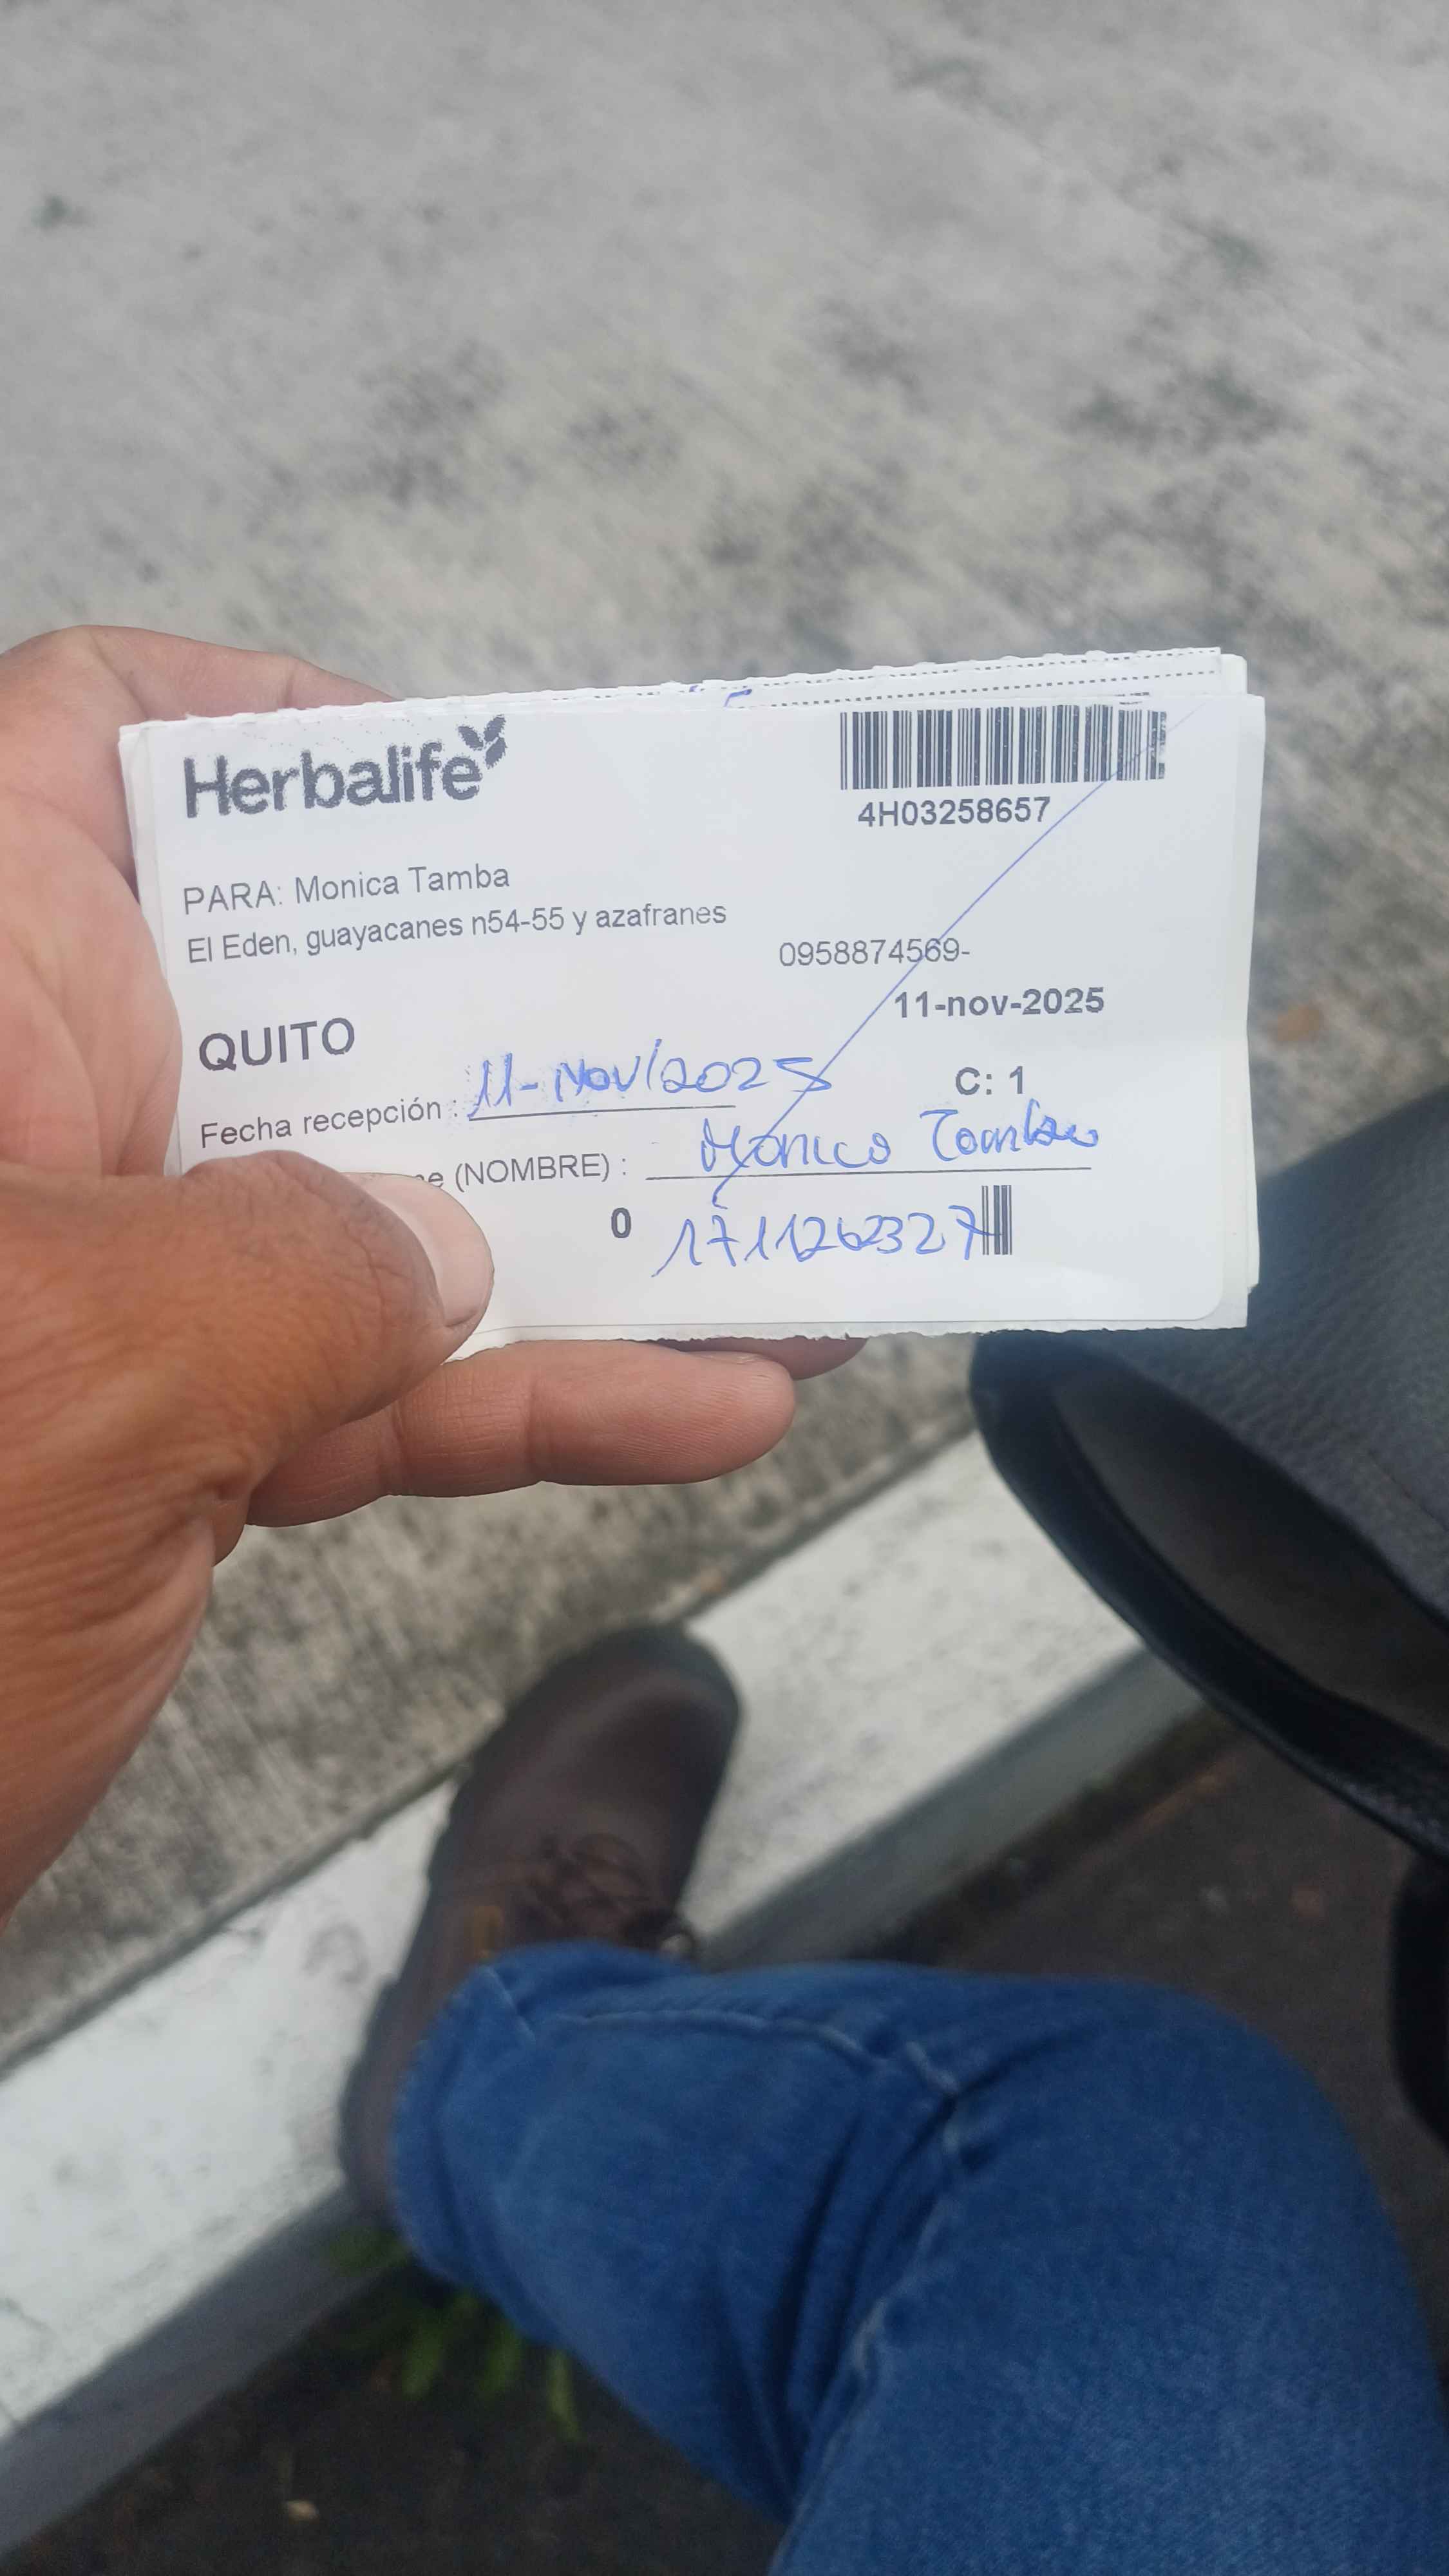 Herbalife
4H03258657
PARA: Monica Tamba
El Eden, guayacanes n54-55 y azafranes
0958874569-
11-nov-2025
QUITO
C: 1
Fecha recepción : 11-Nov/2025
(NOMBRE) : Monica Tamba
0 1711262327